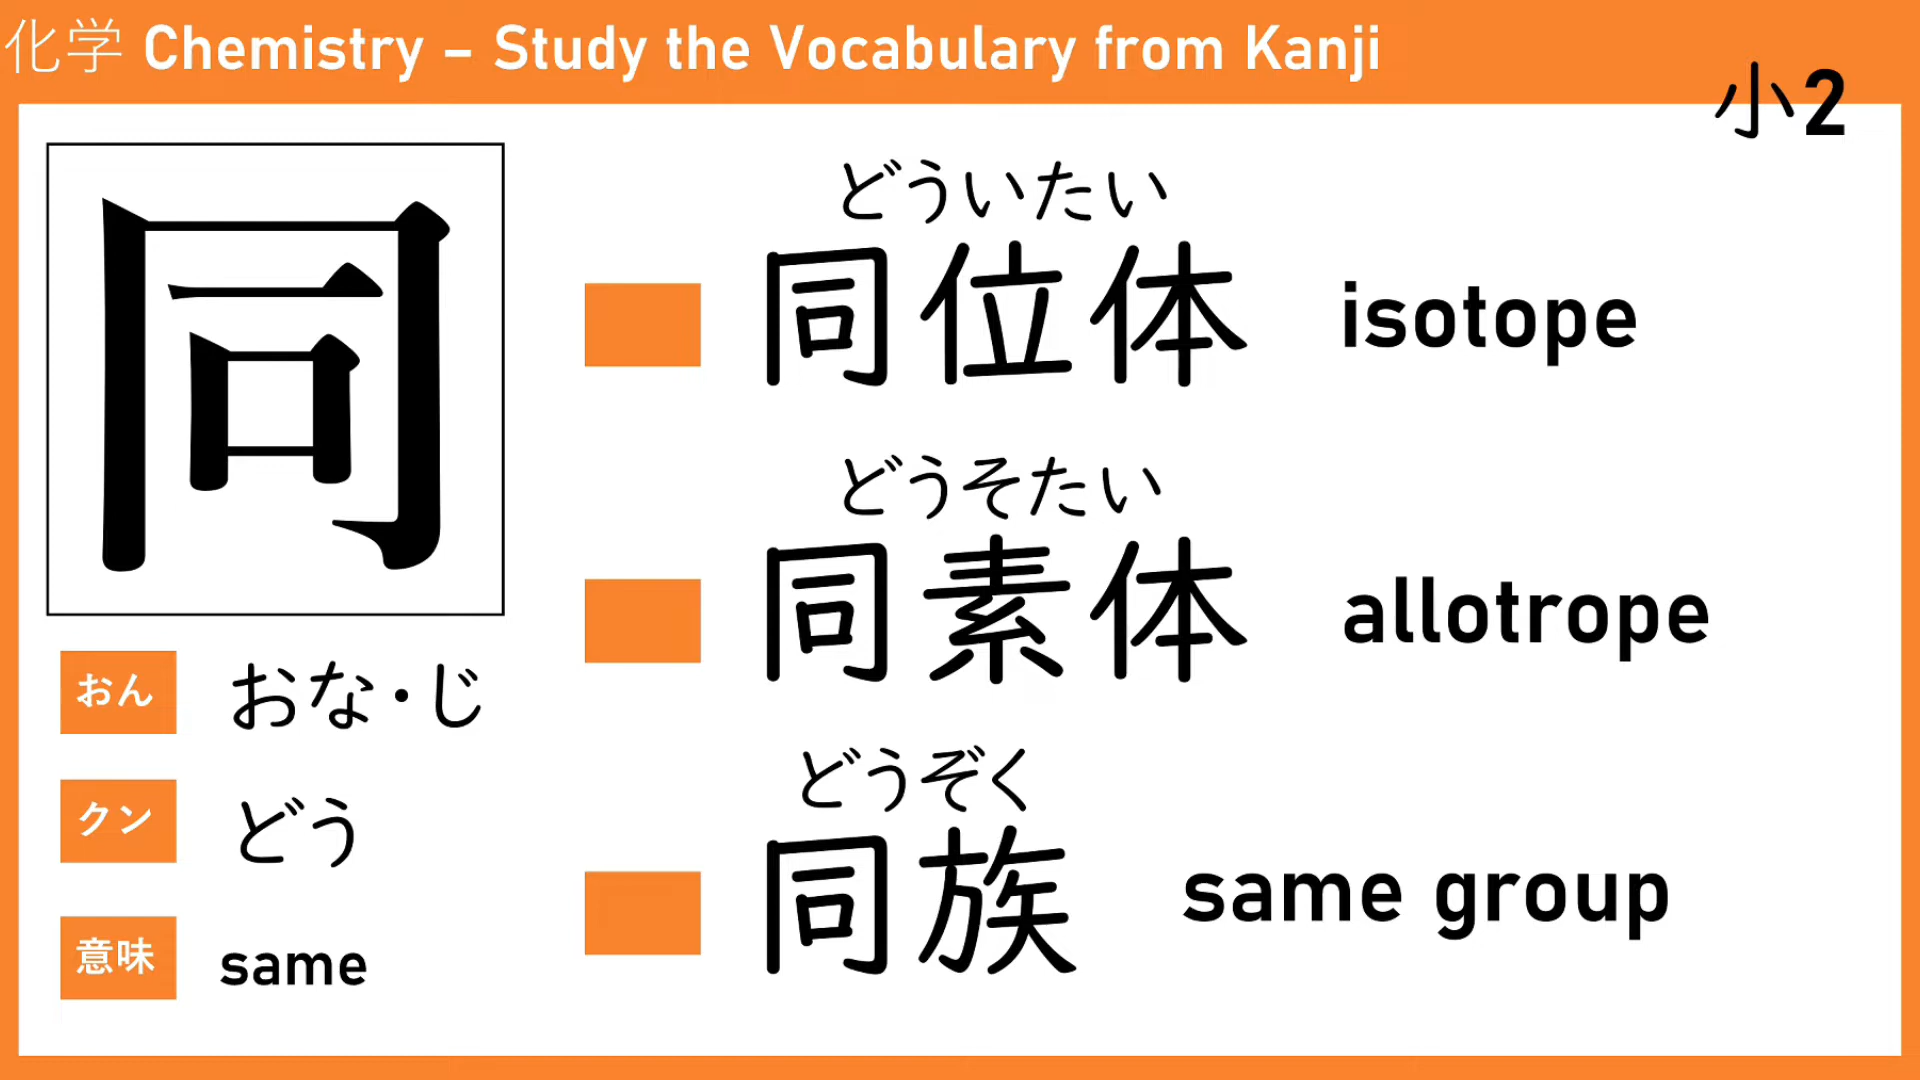 化学 Chemistry – Study the Vocabulary from Kanji
小2
同
おん おな・じ
クン どう
意味 same
どういたい
同位体 isotope
どうそたい
同素体 allotrope
どうぞく
同族 same group